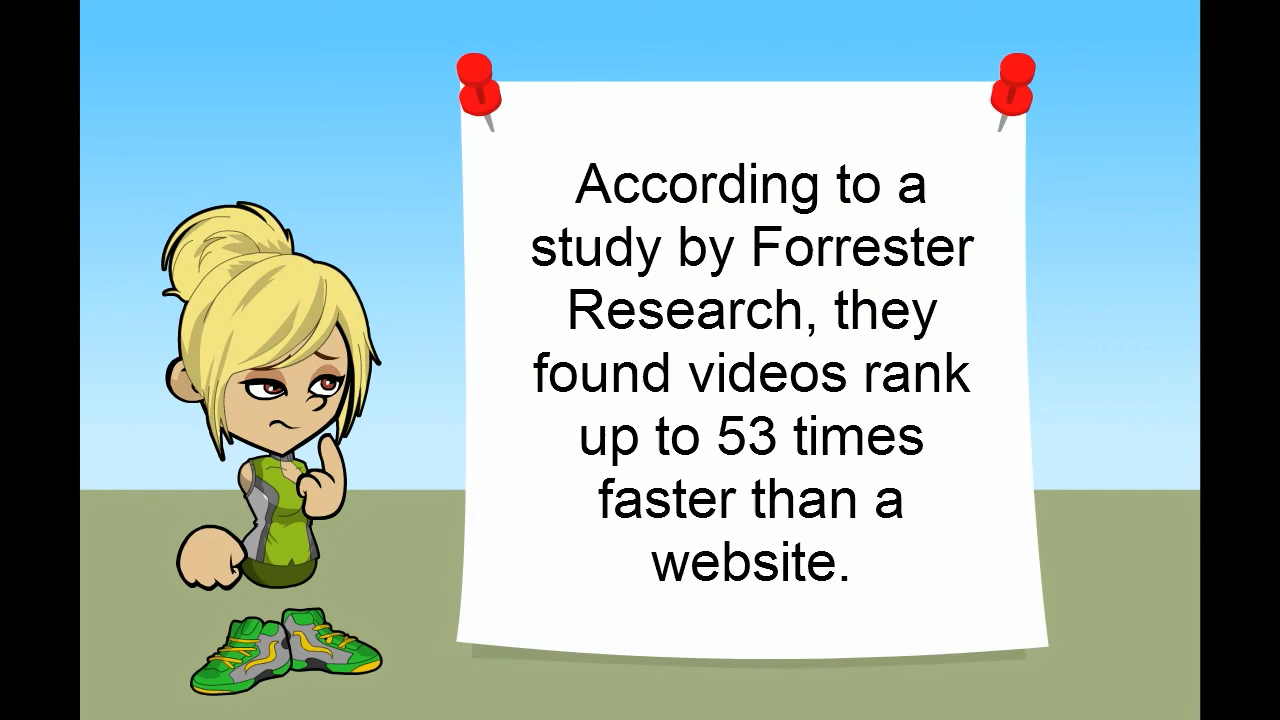 According to a
study by Forrester
Research, they
found videos rank
up to 53 times
faster than a
website.